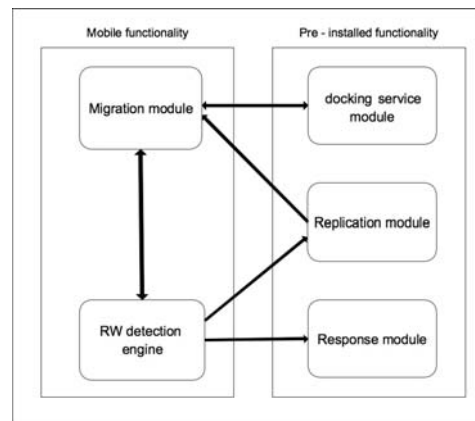 Mobile functionality
Pre - installed functionality
Migration module
docking service
module
Replication module
RW detection
engine
Response module